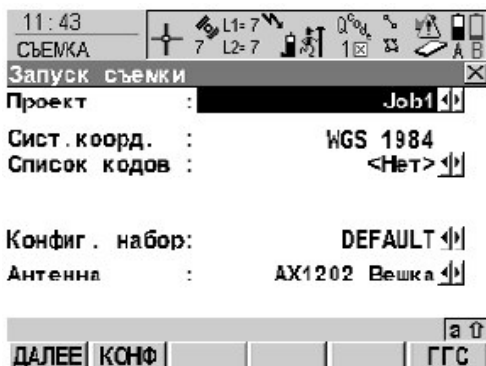 11:43
СЪЕМКА
7 L1=7 L2=7 1 A B
Запуск съемки
Проект : Job1
Сист.коорд. : WGS 1984
Список кодов : <Нет>
Конфиг. набор: DEFAULT
Антенна : AX1202 Вешка
a
ДАЛЕЕ КОНФ ГГС